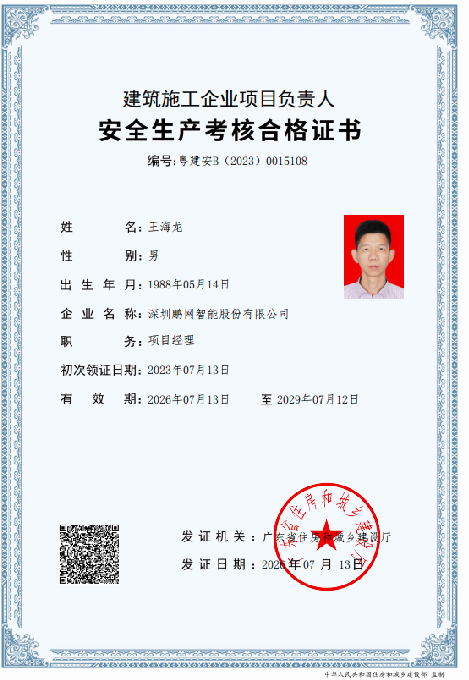 建筑施工企业项目负责人
安全生产考核合格证书
编号:粤建安B（2023）0015108
姓名:王海龙
性别:男
出生年月:1988年05月14日
企业名称:深圳鹏网智能股份有限公司
职务:项目经理
初次领证日期:2023年07月13日
有效期:2026年07月13日 至 2029年07月12日
发证机关:广东省住房和城乡建设厅
发证日期:2026年07月13日
中华人民共和国住房和城乡建设部 监制